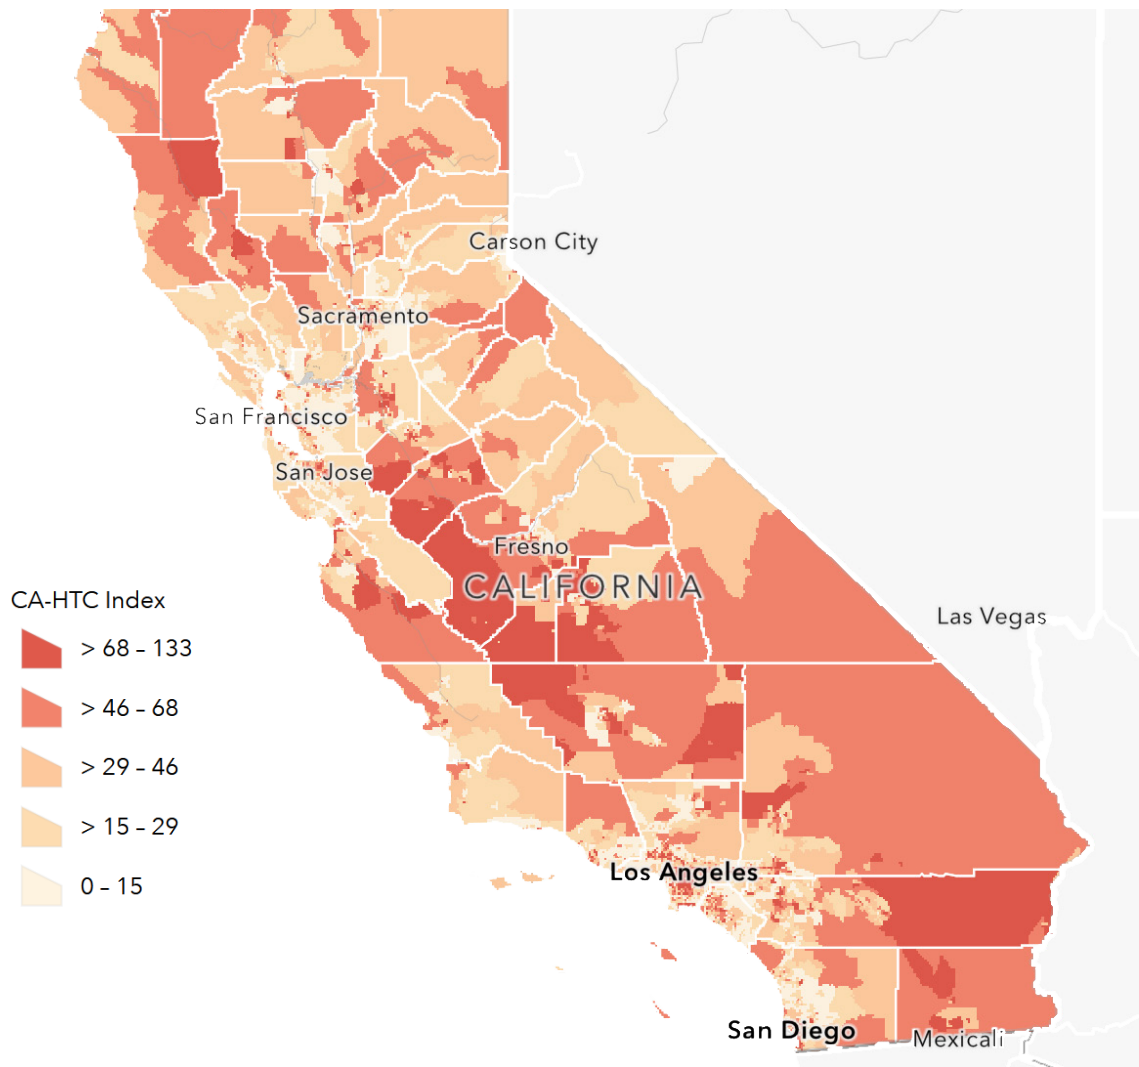 Carson City
Sacramento
San Francisco
San Jose
Fresno
CALIFORNIA
CA-HTC Index
> 68 – 133
> 46 – 68
> 29 – 46
> 15 – 29
0 – 15
Las Vegas
Los Angeles
San Diego
Mexicali